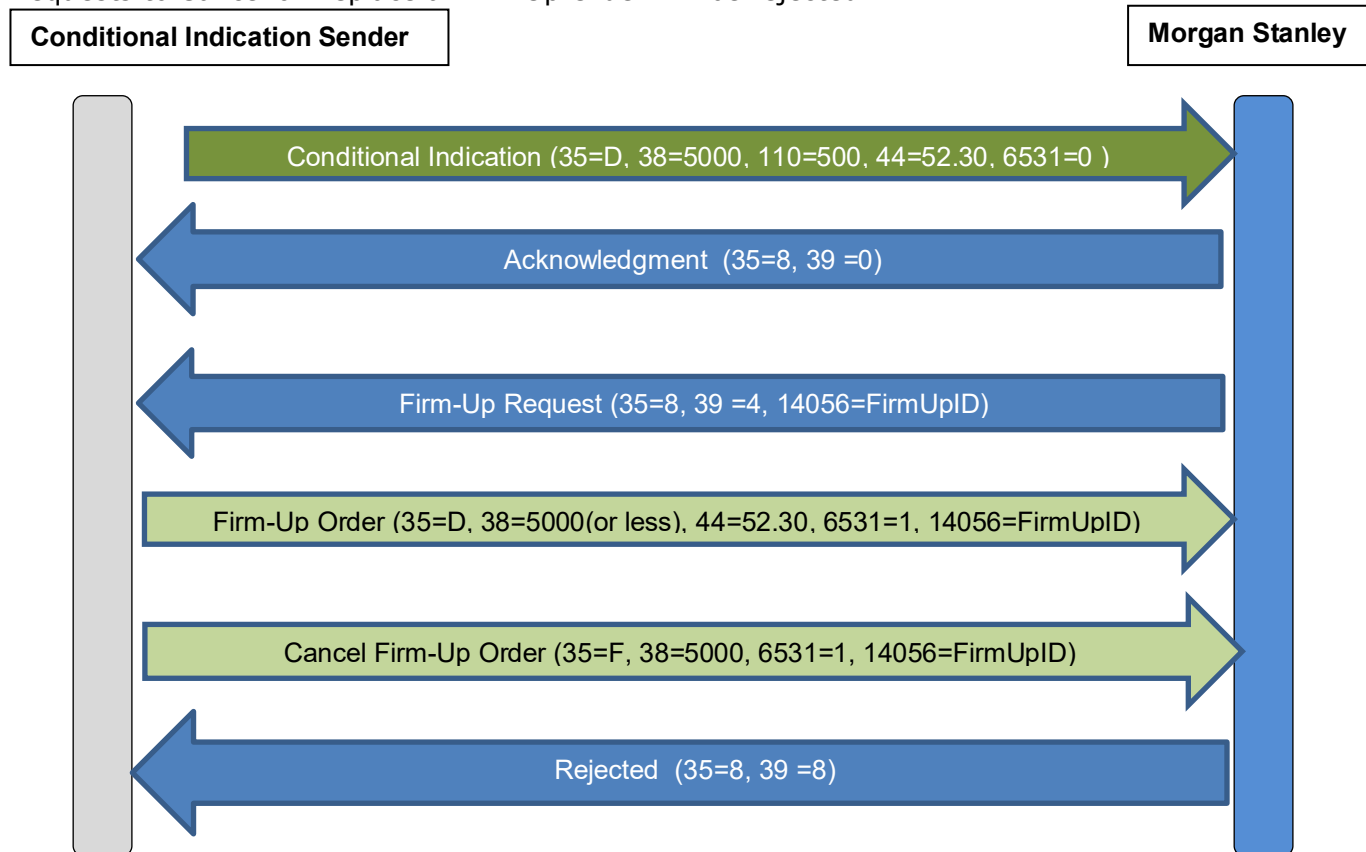 Conditional Indication Sender
Morgan Stanley
Conditional Indication (35=D, 38=5000, 110=500, 44=52.30, 6531=0 )
Acknowledgment  (35=8, 39 =0)
Firm-Up Request (35=8, 39 =4, 14056=FirmUpID)
Firm-Up Order (35=D, 38=5000(or less), 44=52.30, 6531=1, 14056=FirmUpID)
Cancel Firm-Up Order (35=F, 38=5000, 6531=1, 14056=FirmUpID)
Rejected  (35=8, 39 =8)